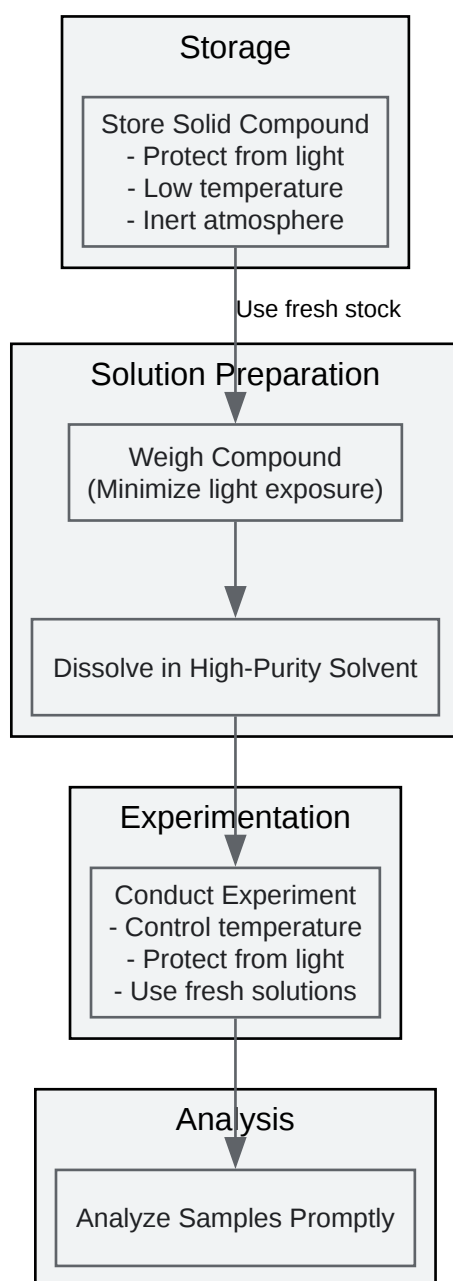 Storage
Store Solid Compound
- Protect from light
- Low temperature
- Inert atmosphere
Use fresh stock
Solution Preparation
Weigh Compound
(Minimize light exposure)
Dissolve in High-Purity Solvent
Experimentation
Conduct Experiment
- Control temperature
- Protect from light
- Use fresh solutions
Analysis
Analyze Samples Promptly